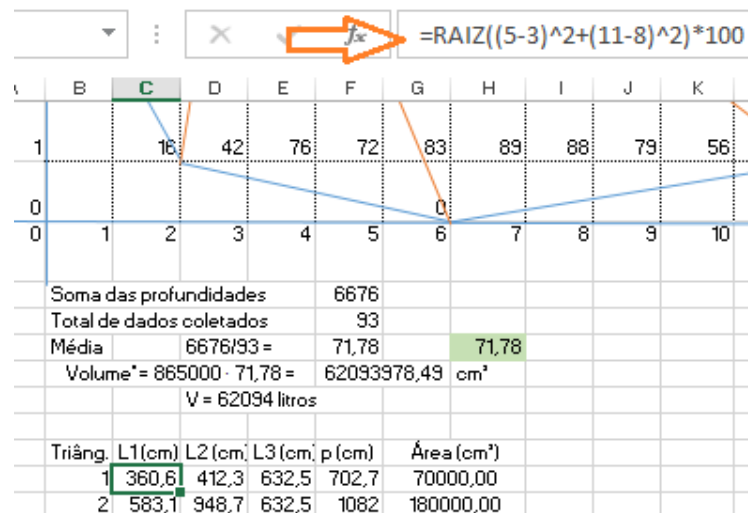 fx =RAIZ((5-3)^2+(11-8)^2)*100
B C D E F G H I J K
1 16 42 76 72 83 89 88 79 56
0 0
0 1 2 3 4 5 6 7 8 9 10
Soma das profundidades 6676
Total de dados coletados 93
Média 6676/93 = 71,78 71,78
Volume" = 865000 · 71,78 = 62093978,49 cm³
V = 62094 litros
Triâng. L1(cm) L2 (cm) L3 (cm) p (cm) Área (cm²)
1 360,6 412,3 632,5 702,7 70000,00
2 583,1 948,7 632,5 1082 180000,00